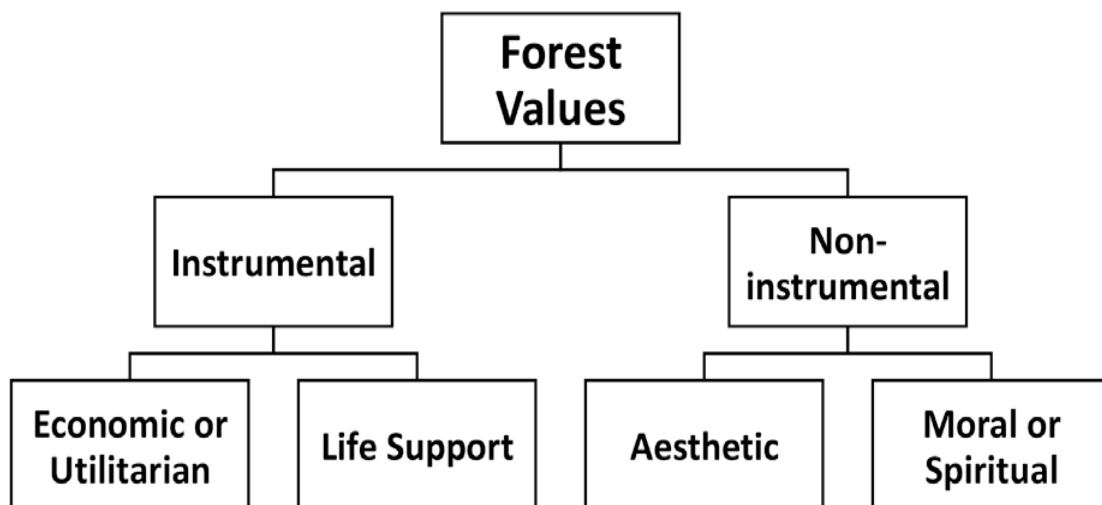 Forest
Values
Instrumental
Non-
instrumental
Economic or
Utilitarian
Life Support
Aesthetic
Moral or
Spiritual